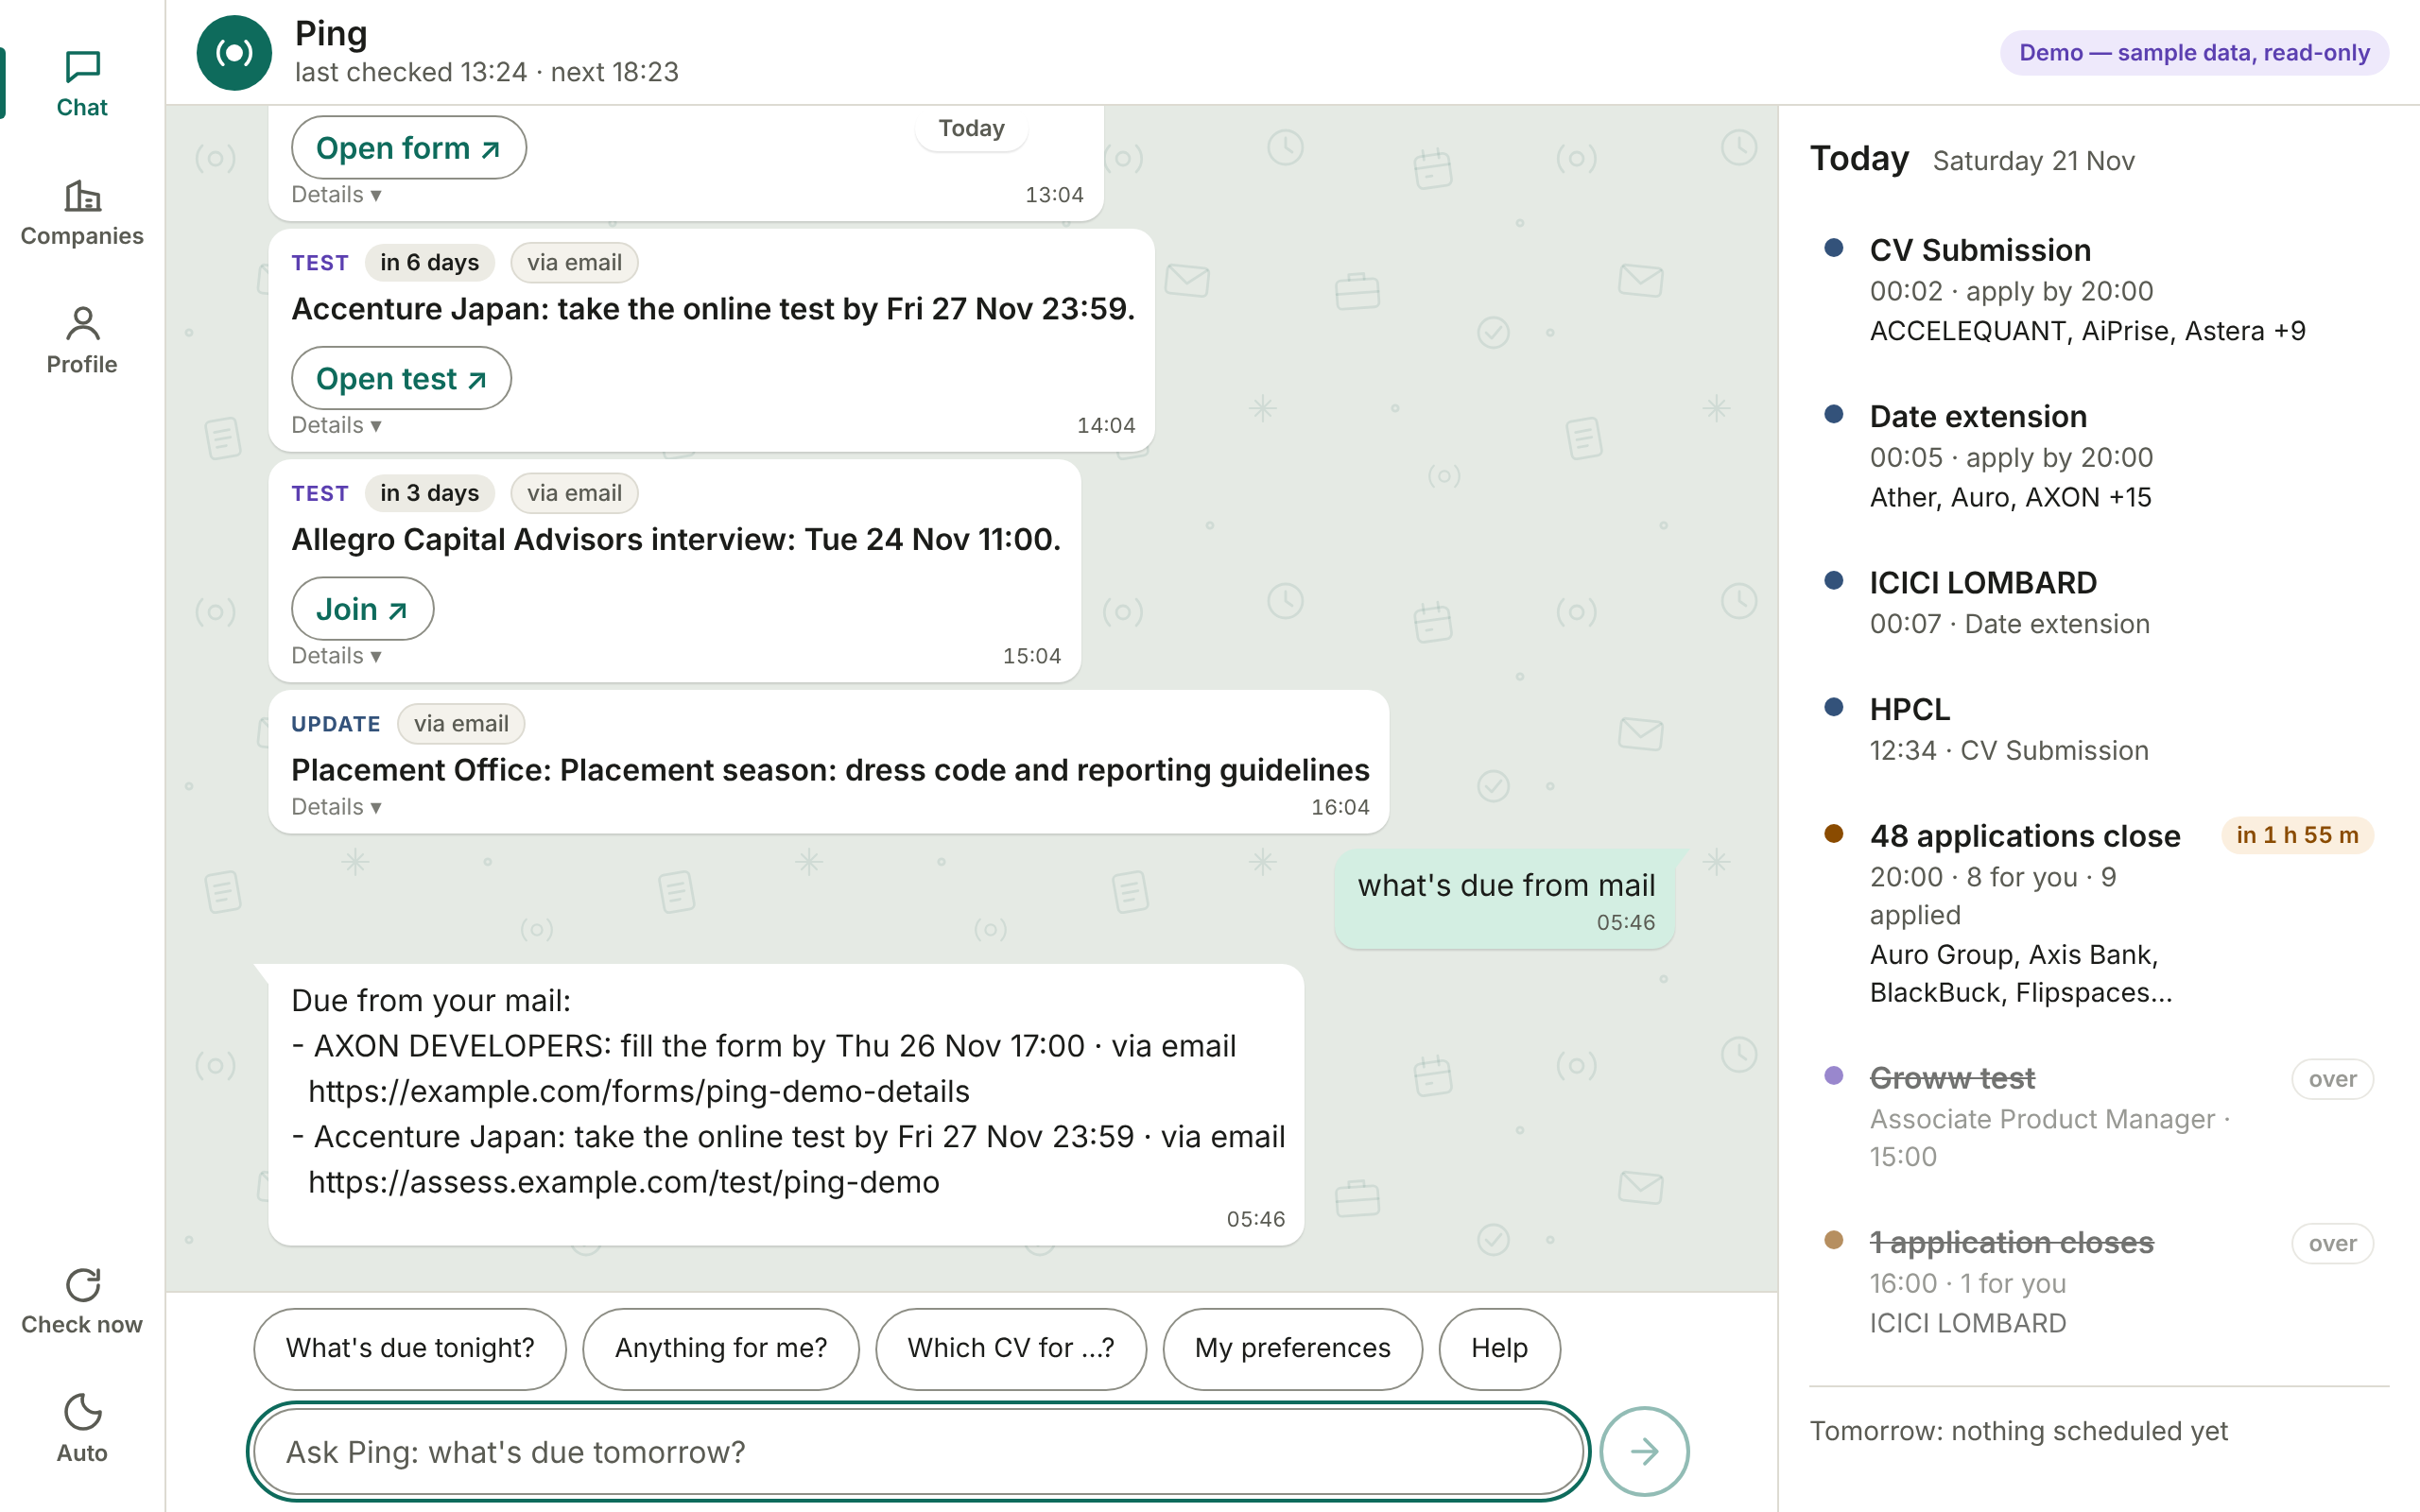 Chat
Companies
Profile
Check now
Auto
Ping
last checked 13:24 · next 18:23
Demo — sample data, read-only
Today
Open form ↗
Details ▾
13:04
TEST in 6 days via email
Accenture Japan: take the online test by Fri 27 Nov 23:59.
Open test ↗
Details ▾
14:04
TEST in 3 days via email
Allegro Capital Advisors interview: Tue 24 Nov 11:00.
Join ↗
Details ▾
15:04
UPDATE via email
Placement Office: Placement season: dress code and reporting guidelines
Details ▾
16:04
what's due from mail
05:46
Due from your mail:
- AXON DEVELOPERS: fill the form by Thu 26 Nov 17:00 · via email
https://example.com/forms/ping-demo-details
- Accenture Japan: take the online test by Fri 27 Nov 23:59 · via email
https://assess.example.com/test/ping-demo
05:46
What's due tonight?
Anything for me?
Which CV for ...?
My preferences
Help
Ask Ping: what's due tomorrow?
Today Saturday 21 Nov
CV Submission
00:02 · apply by 20:00
ACCELEQUANT, AiPrise, Astera +9
Date extension
00:05 · apply by 20:00
Ather, Auro, AXON +15
ICICI LOMBARD
00:07 · Date extension
HPCL
12:34 · CV Submission
48 applications close in 1 h 55 m
20:00 · 8 for you · 9
applied
Auro Group, Axis Bank,
BlackBuck, Flipspaces...
Groww test over
Associate Product Manager ·
15:00
1 application closes over
16:00 · 1 for you
ICICI LOMBARD
Tomorrow: nothing scheduled yet